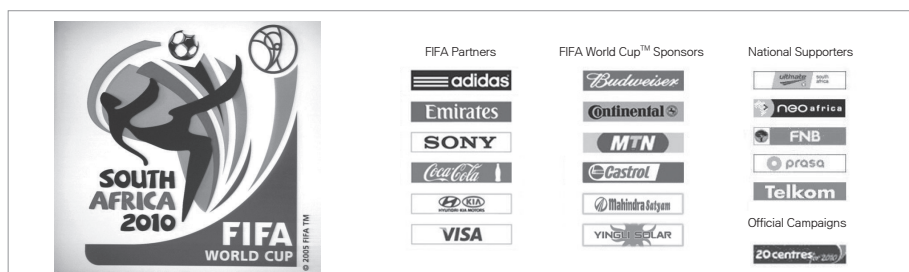 SOUTH
AFRICA
2010
FIFA
WORLD CUP
© 2005 FIFA TM
FIFA Partners
adidas
Emirates
SONY
Coca-Cola
HYUNDAI KIA MOTORS
KIA
VISA
FIFA World Cup™ Sponsors
Budweiser
Continental
MTN
Castrol
Mahindra Satyam
YINGLI SOLAR
National Supporters
ultimate
south
africa
neo africa
FNB
prasa
Telkom
Official Campaigns
20 centres for 2010